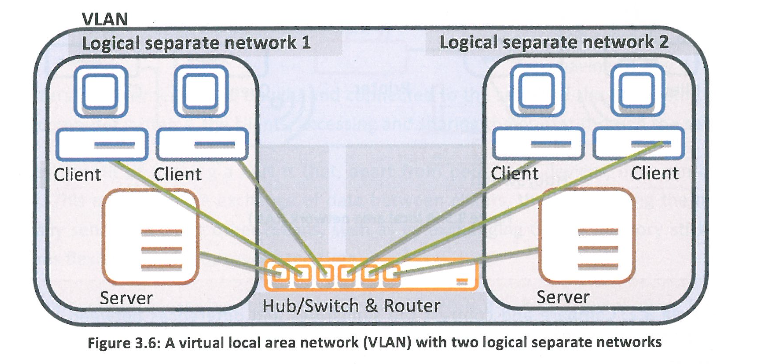 VLAN
Logical separate network 1
Logical separate network 2
Client
Client
Client
Client
Server
Server
Hub/Switch & Router
Figure 3.6: A virtual local area network (VLAN) with two logical separate networks